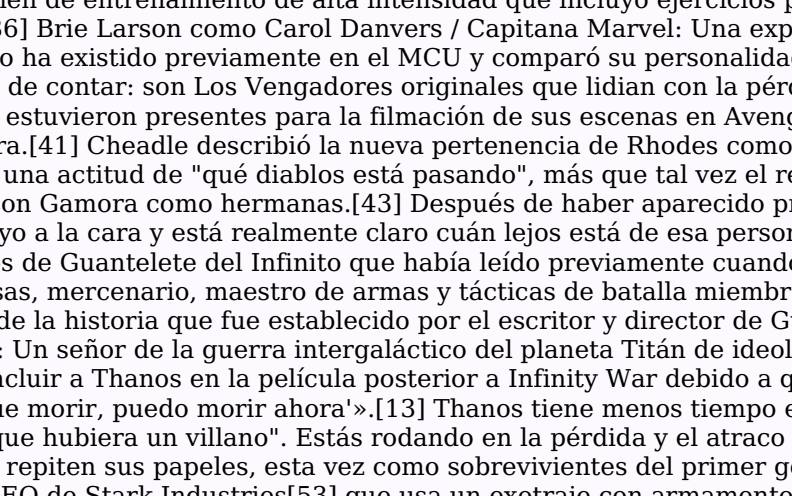 de entrenamiento de alta intensidad que incluyó ejercicios
36] Brie Larson como Carol Danvers / Capitana Marvel: Una exp
o ha existido previamente en el MCU y comparó su personalida
de contar: son Los Vengadores originales que lidian con la pérd
estuvieron presentes para la filmación de sus escenas en Aveng
ra.[41] Cheadle describió la nueva pertenencia de Rhodes como
una actitud de "qué diablos está pasando", más que tal vez el re
on Gamora como hermanas.[43] Después de haber aparecido pr
yo a la cara y está realmente claro cuán lejos está de esa person
s de Guantelete del Infinito que había leído previamente cuando
sas, mercenario, maestro de armas y tácticas de batalla miembr
de la historia que fue establecido por el escritor y director de G
: Un señor de la guerra intergaláctico del planeta Titán de ideol
ncluir a Thanos en la película posterior a Infinity War debido a q
ue morir, puedo morir ahora'».[13] Thanos tiene menos tiempo e
que hubiera un villano". Estás rodando en la pérdida y el atraco
repiten sus papeles, esta vez como sobrevivientes del primer g
EO de Stark Industries[53] que usa un exotraje con armamento